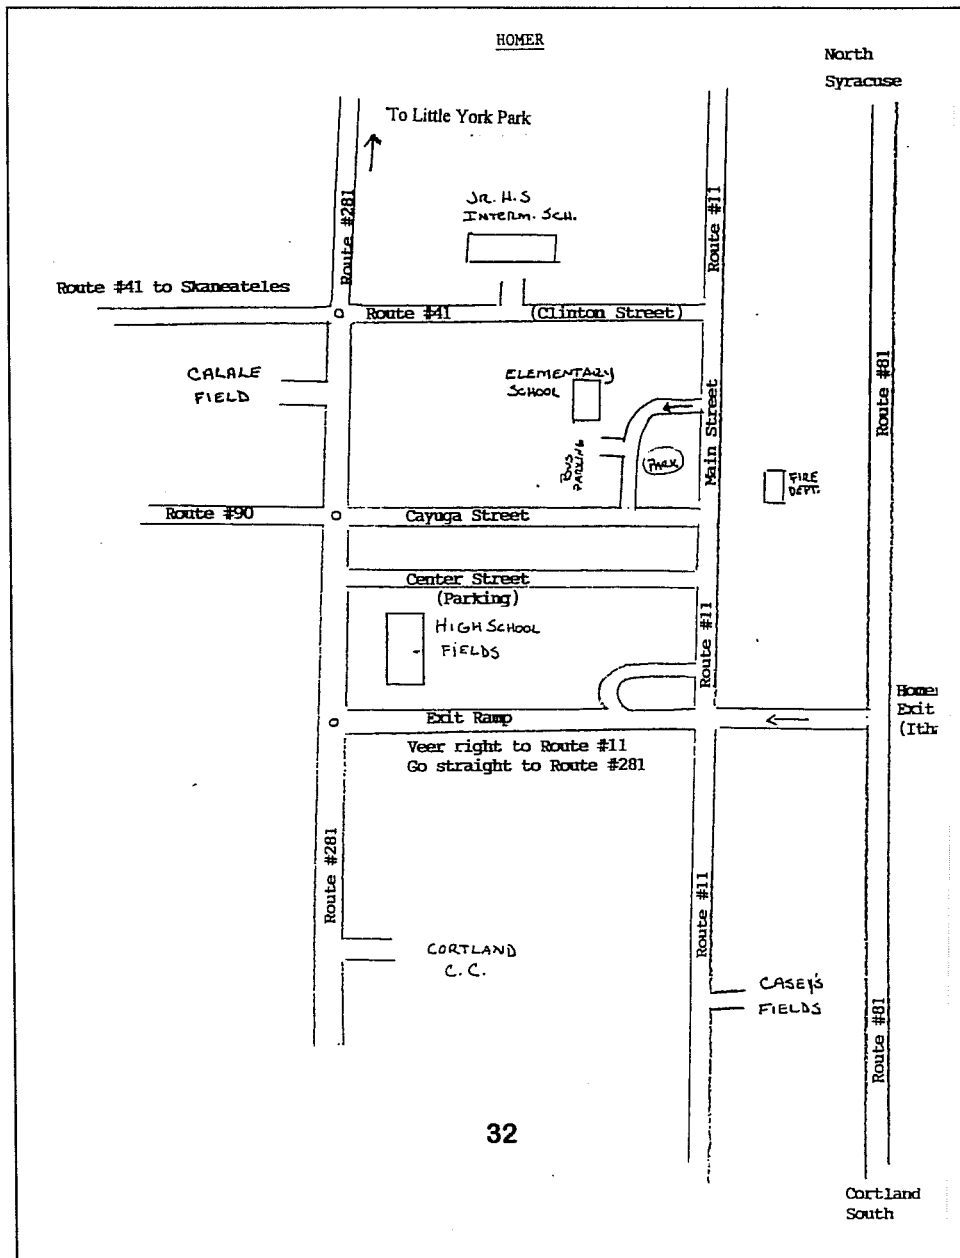 HOMER
North
Syracuse
To Little York Park
JR. H.S
INTERM. SCH.
Route #281
Route #11
Route #41 to Skaneateles
Route #41
(Clinton Street)
CALALE
FIELD
ELEMENTARY
SCHOOL
Route #81
Main Street
BUS
PARKING
PARK
FIRE
DEPT.
Route #90
Cayuga Street
Center Street
(Parking)
HIGH SCHOOL
FIELDS
Route #11
Exit Ramp
Veer right to Route #11
Go straight to Route #281
Exit
Route #281
Route #11
CORTLAND
C.C.
CASEY'S
FIELDS
Route #81
32
Cortland
South